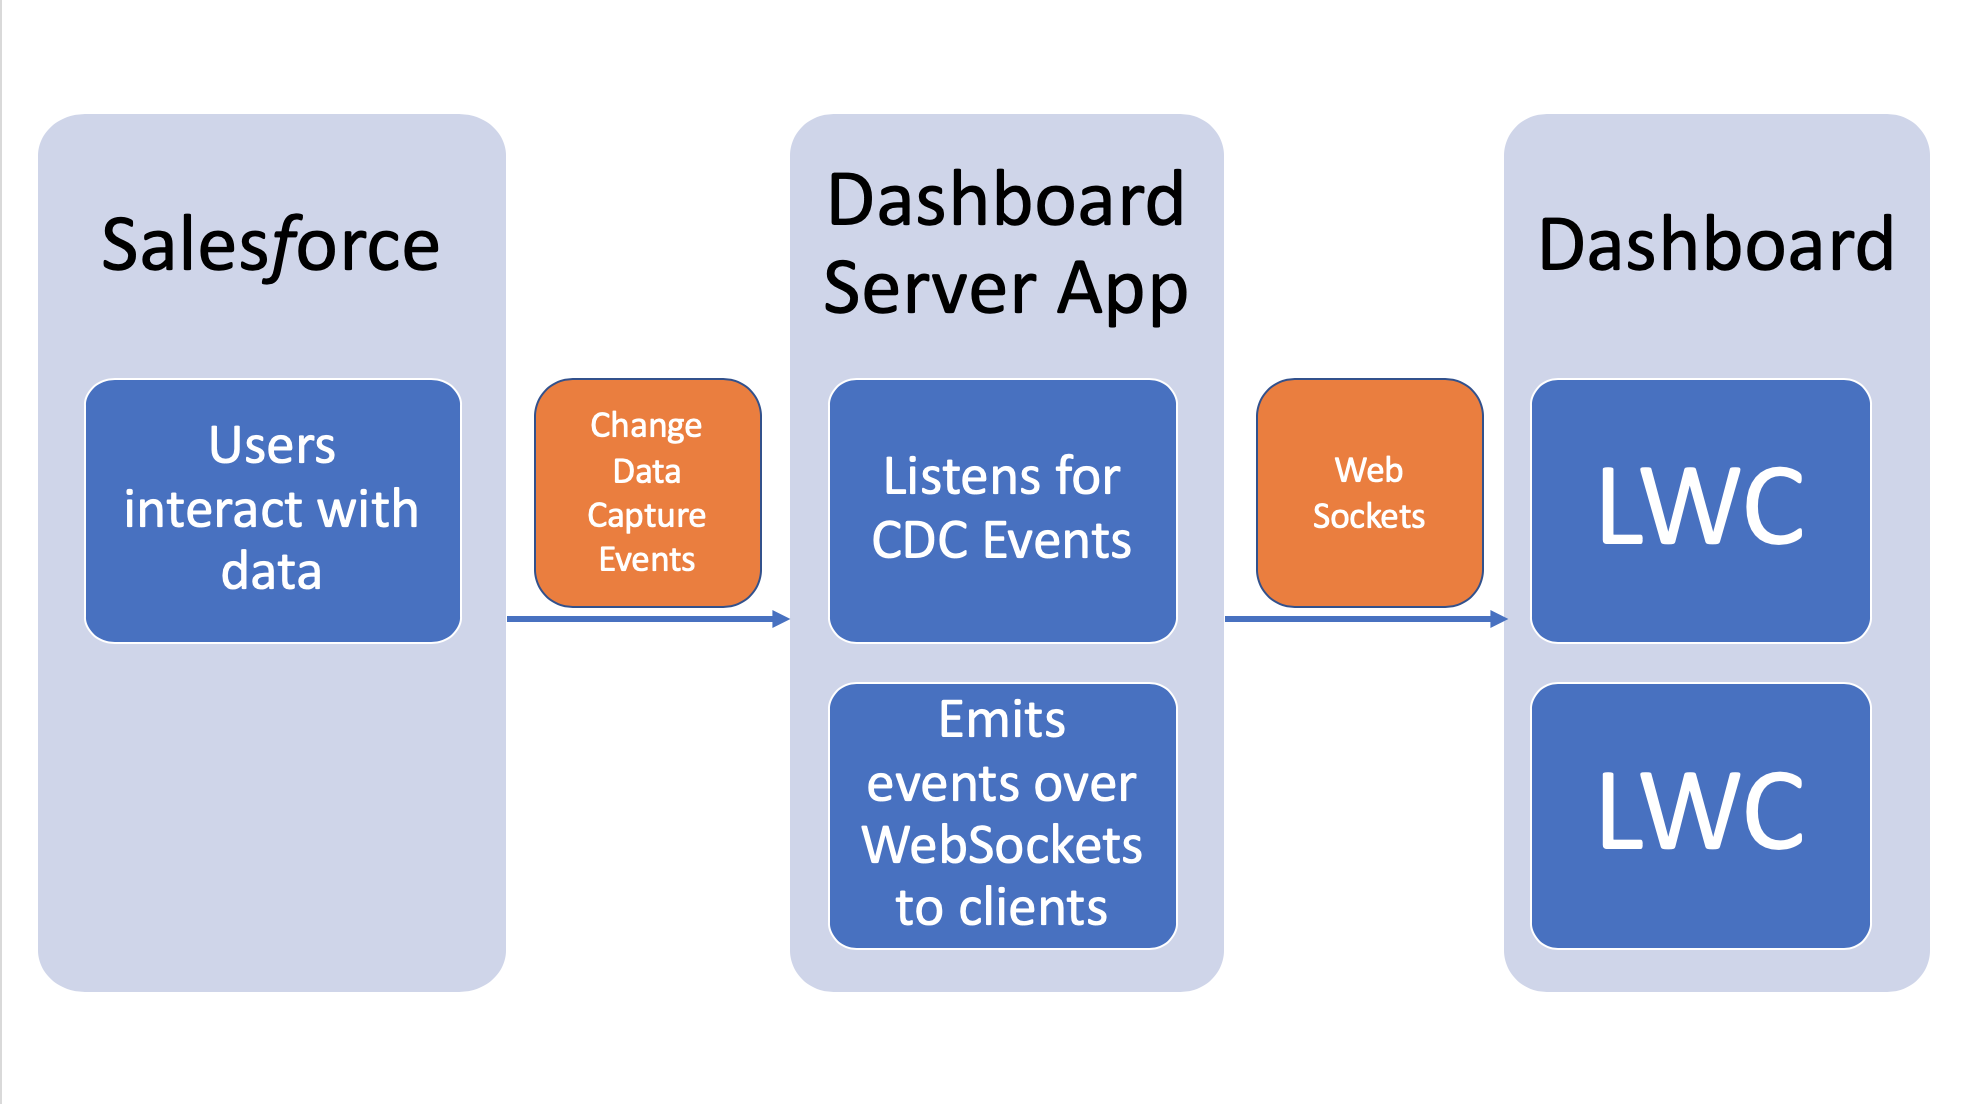 Salesforce
Users
interact with
data
Change
Data
Capture
Events
Dashboard
Server App
Listens for
CDC Events
Emits
events over
WebSockets
to clients
Web
Sockets
Dashboard
LWC
LWC